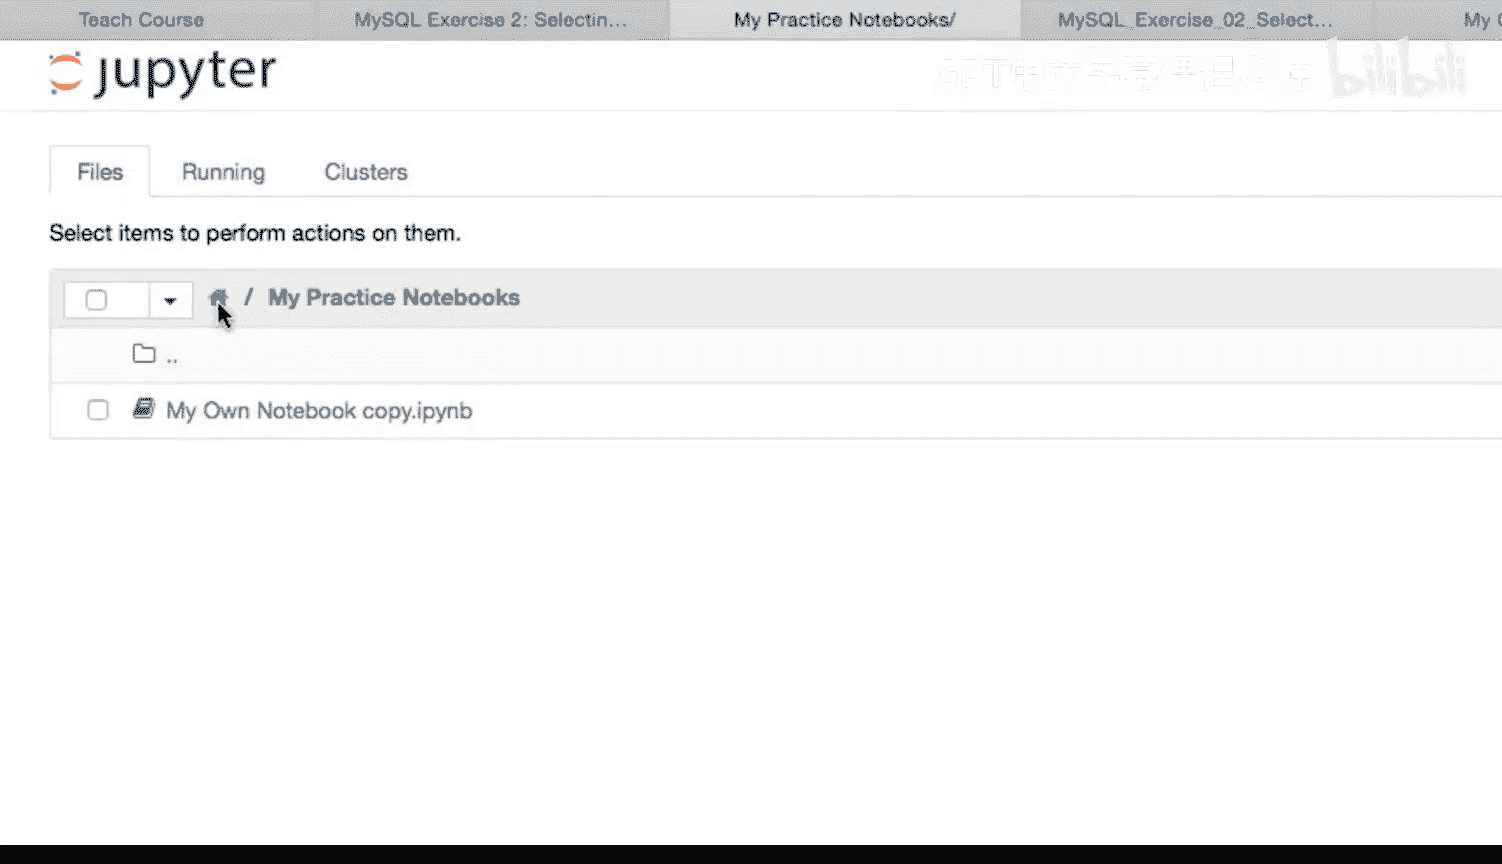 Teach Course
MySQL Exercise 2: Selectin...
My Practice Notebooks/
MySQL_Exercise_02_Select...
My
jupyter
bilibili
Files
Running
Clusters
Select items to perform actions on them.
/ My Practice Notebooks
..
My Own Notebook copy.ipynb